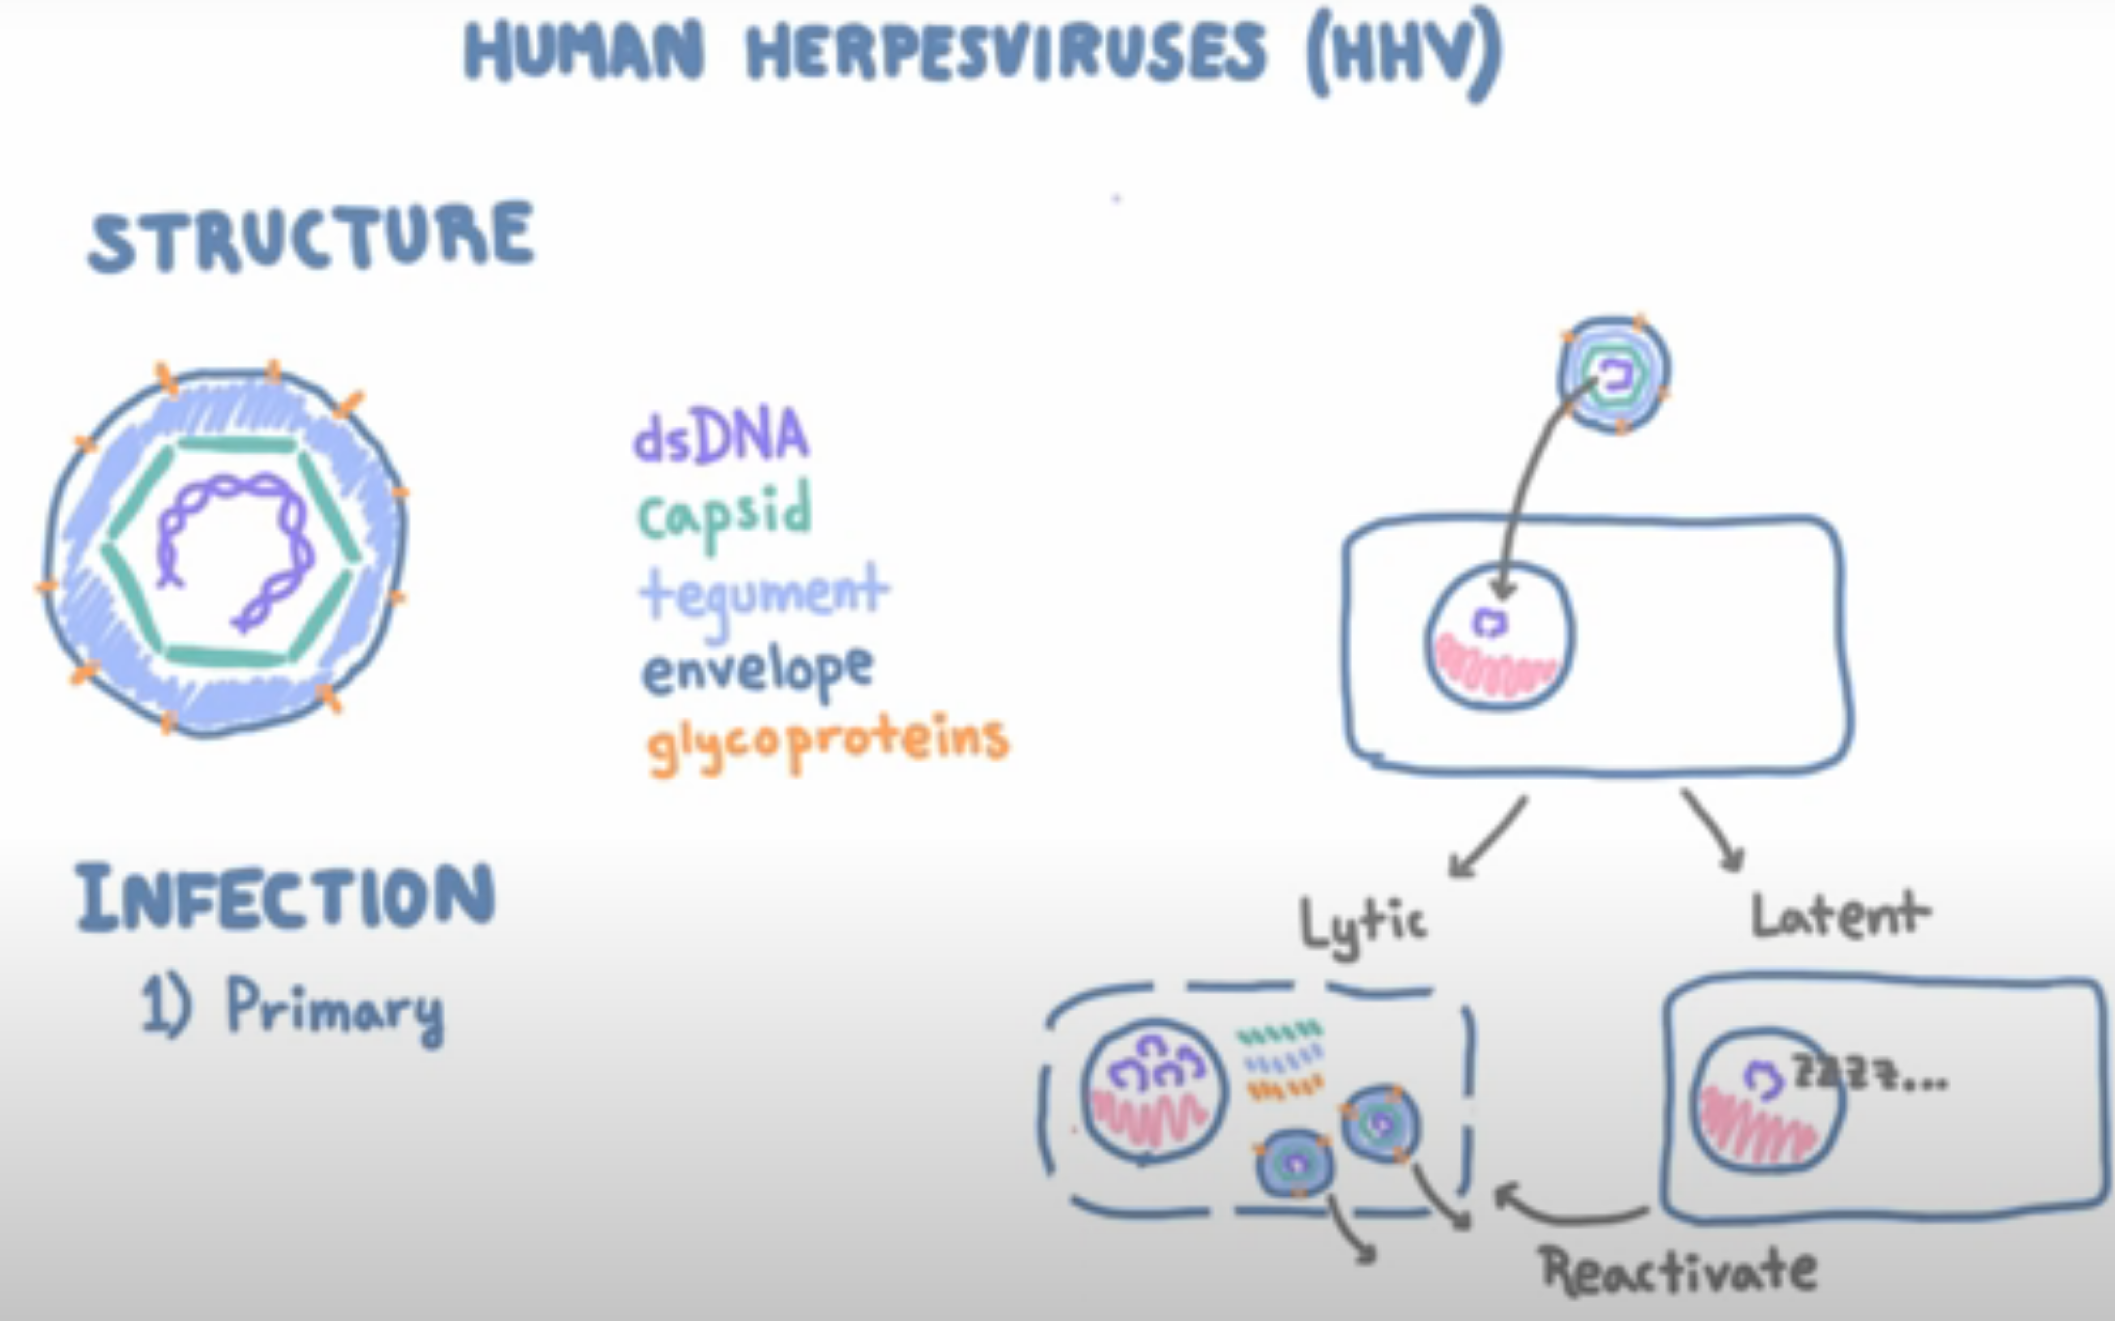 HUMAN HERPESVIRUSES (HHV)
STRUCTURE
dsDNA
capsid
tegument
envelope
glycoproteins
INFECTION
1) Primary
Lytic
Latent
zzzz...
Reactivate